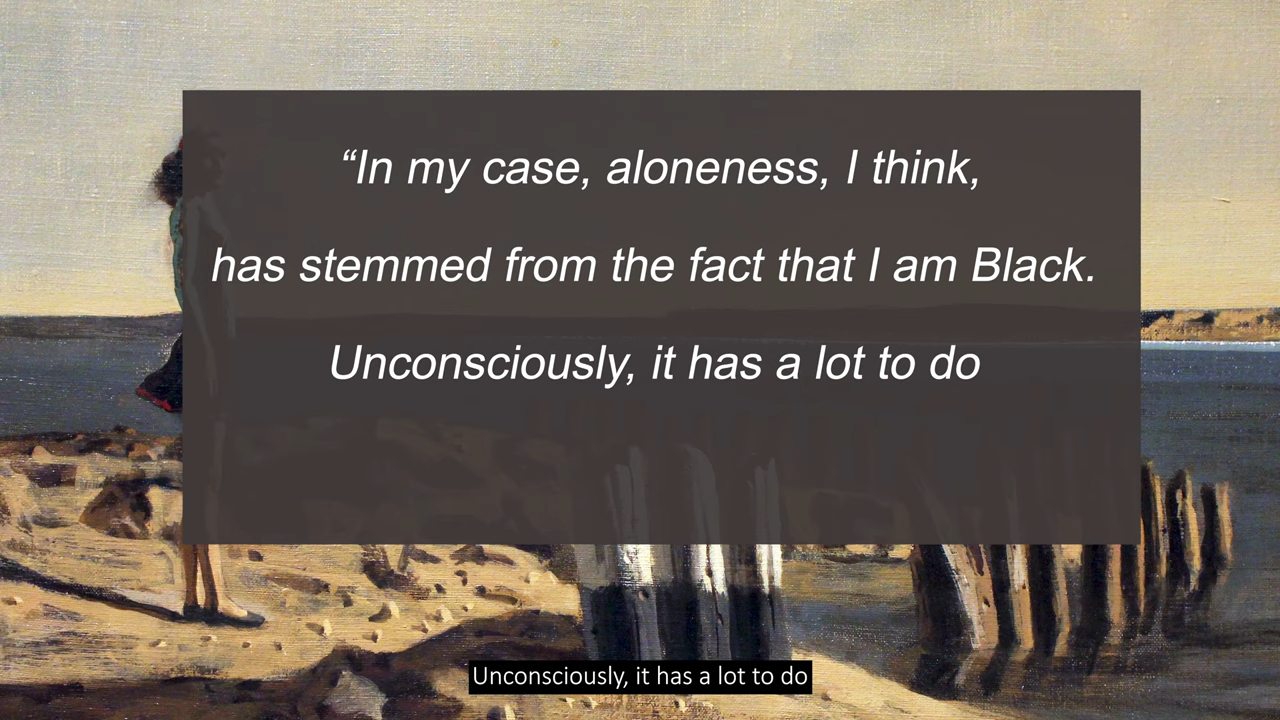 “In my case, aloneness, I think,
has stemmed from the fact that I am Black.
Unconsciously, it has a lot to do
Unconsciously, it has a lot to do